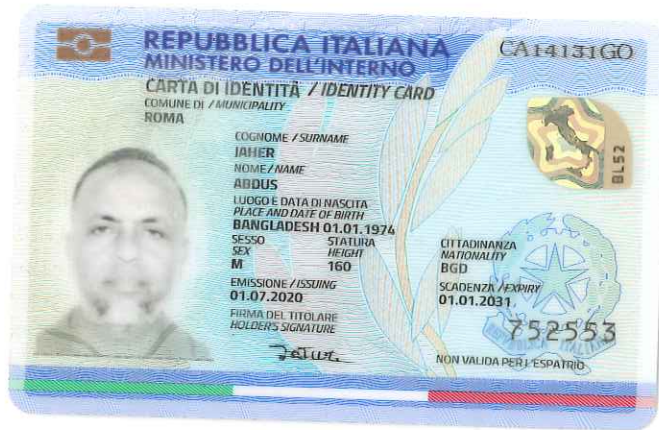 REPUBBLICA ITALIANA
MINISTERO DELL'INTERNO
CA14131GO
CARTA DI IDENTITÀ / IDENTITY CARD
COMUNE DI / MUNICIPALITY
ROMA
COGNOME / SURNAME
JAHER
NOME / NAME
ABDUS
LUOGO E DATA DI NASCITA
PLACE AND DATE OF BIRTH
BANGLADESH 01.01.1974
SESSO
SEX
M
STATURA
HEIGHT
160
CITTADINANZA
NATIONALITY
BGD
EMISSIONE / ISSUING
01.07.2020
SCADENZA / EXPIRY
01.01.2031
FIRMA DEL TITOLARE
HOLDER'S SIGNATURE
752553
NON VALIDA PER L'ESPATRIO
BL52